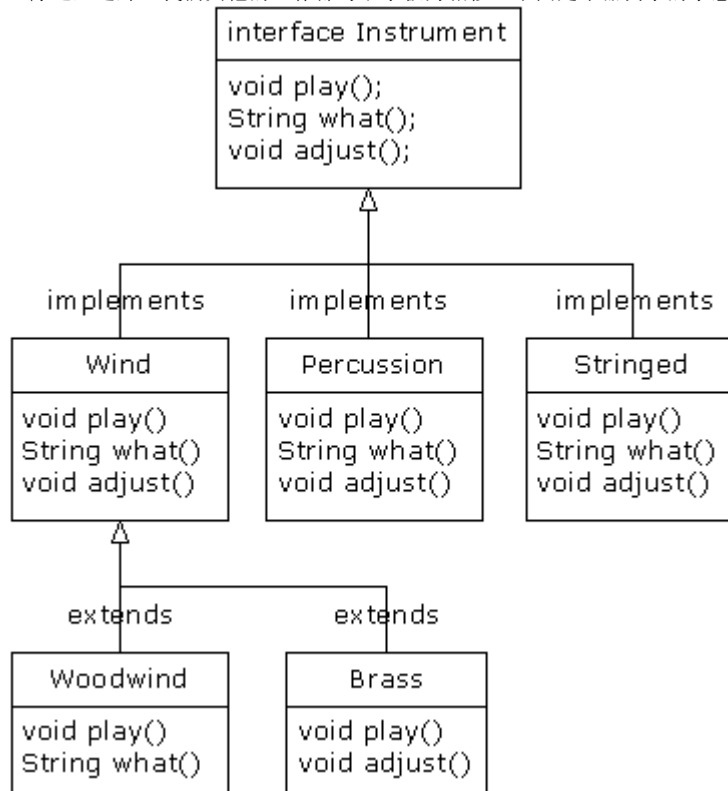 interface Instrument
void play();
String what();
void adjust();
implements
implements
implements
Wind
void play()
String what()
void adjust()
Percussion
void play()
String what()
void adjust()
Stringed
void play()
String what()
void adjust()
extends
extends
Woodwind
void play()
String what()
Brass
void play()
void adjust()